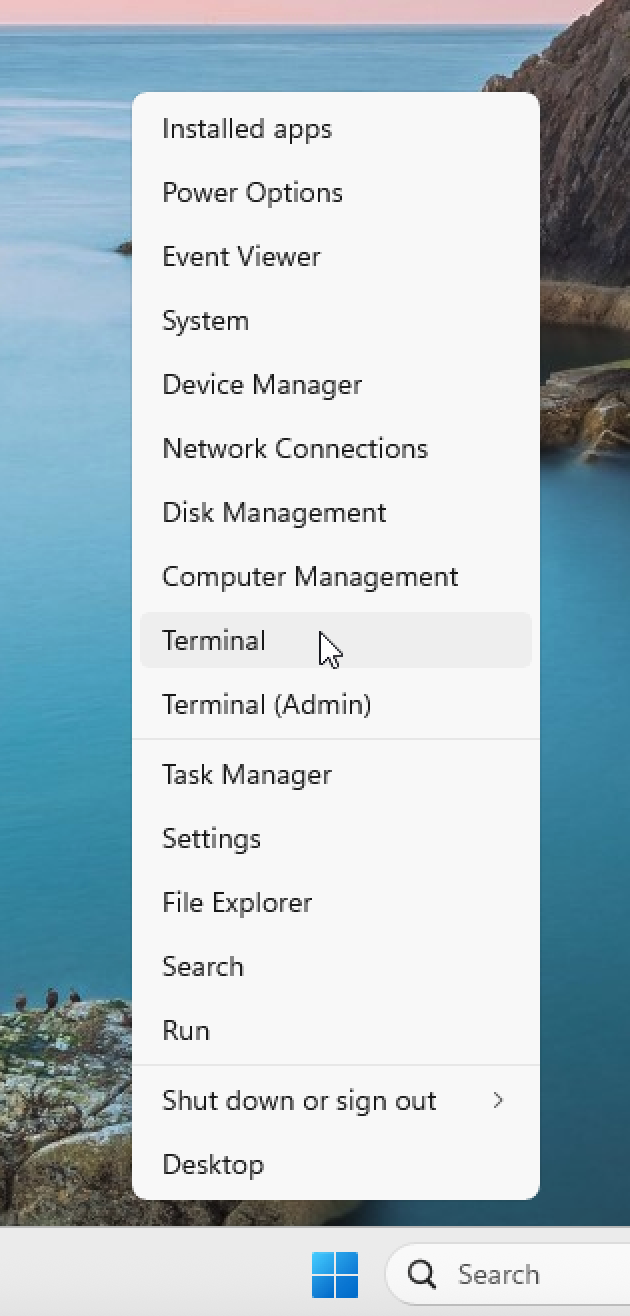 Installed apps
Power Options
Event Viewer
System
Device Manager
Network Connections
Disk Management
Computer Management
Terminal
Terminal (Admin)
Task Manager
Settings
File Explorer
Search
Run
Shut down or sign out
Desktop
Search